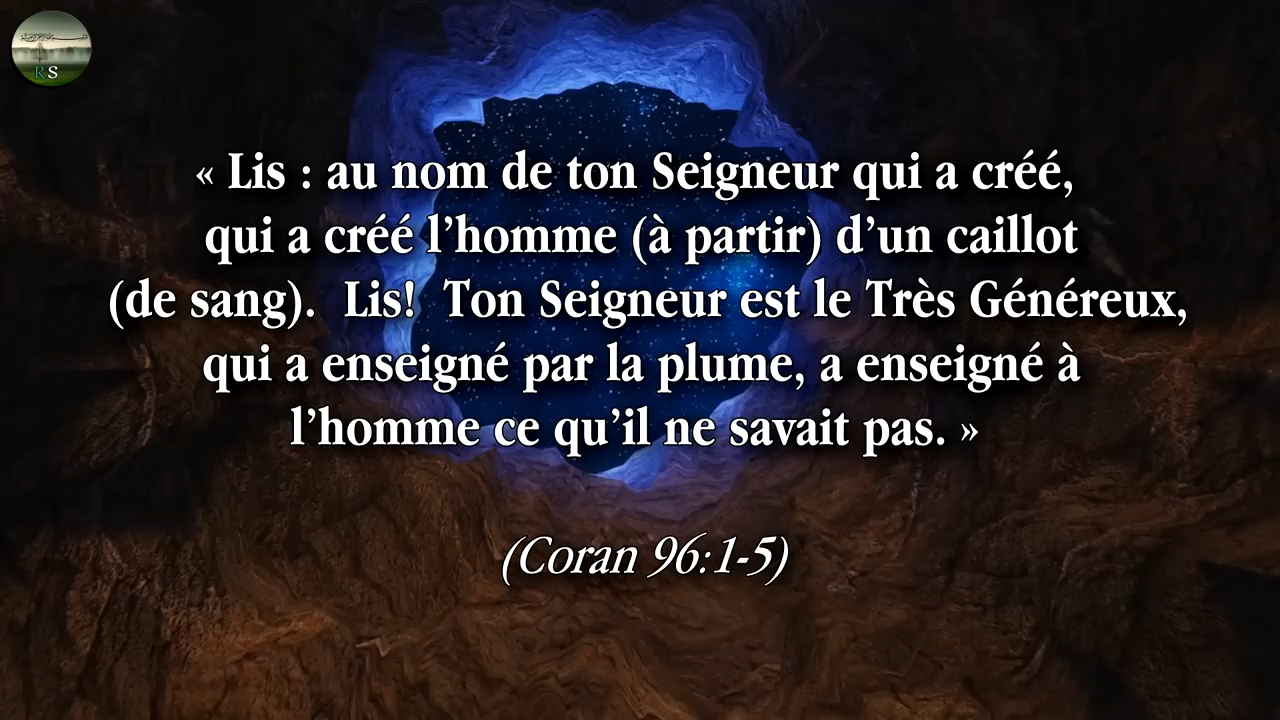 RS
« Lis : au nom de ton Seigneur qui a créé,
qui a créé l’homme (à partir) d’un caillot
(de sang).  Lis!  Ton Seigneur est le Très Généreux,
qui a enseigné par la plume, a enseigné à
l’homme ce qu’il ne savait pas. »
(Coran 96:1-5)